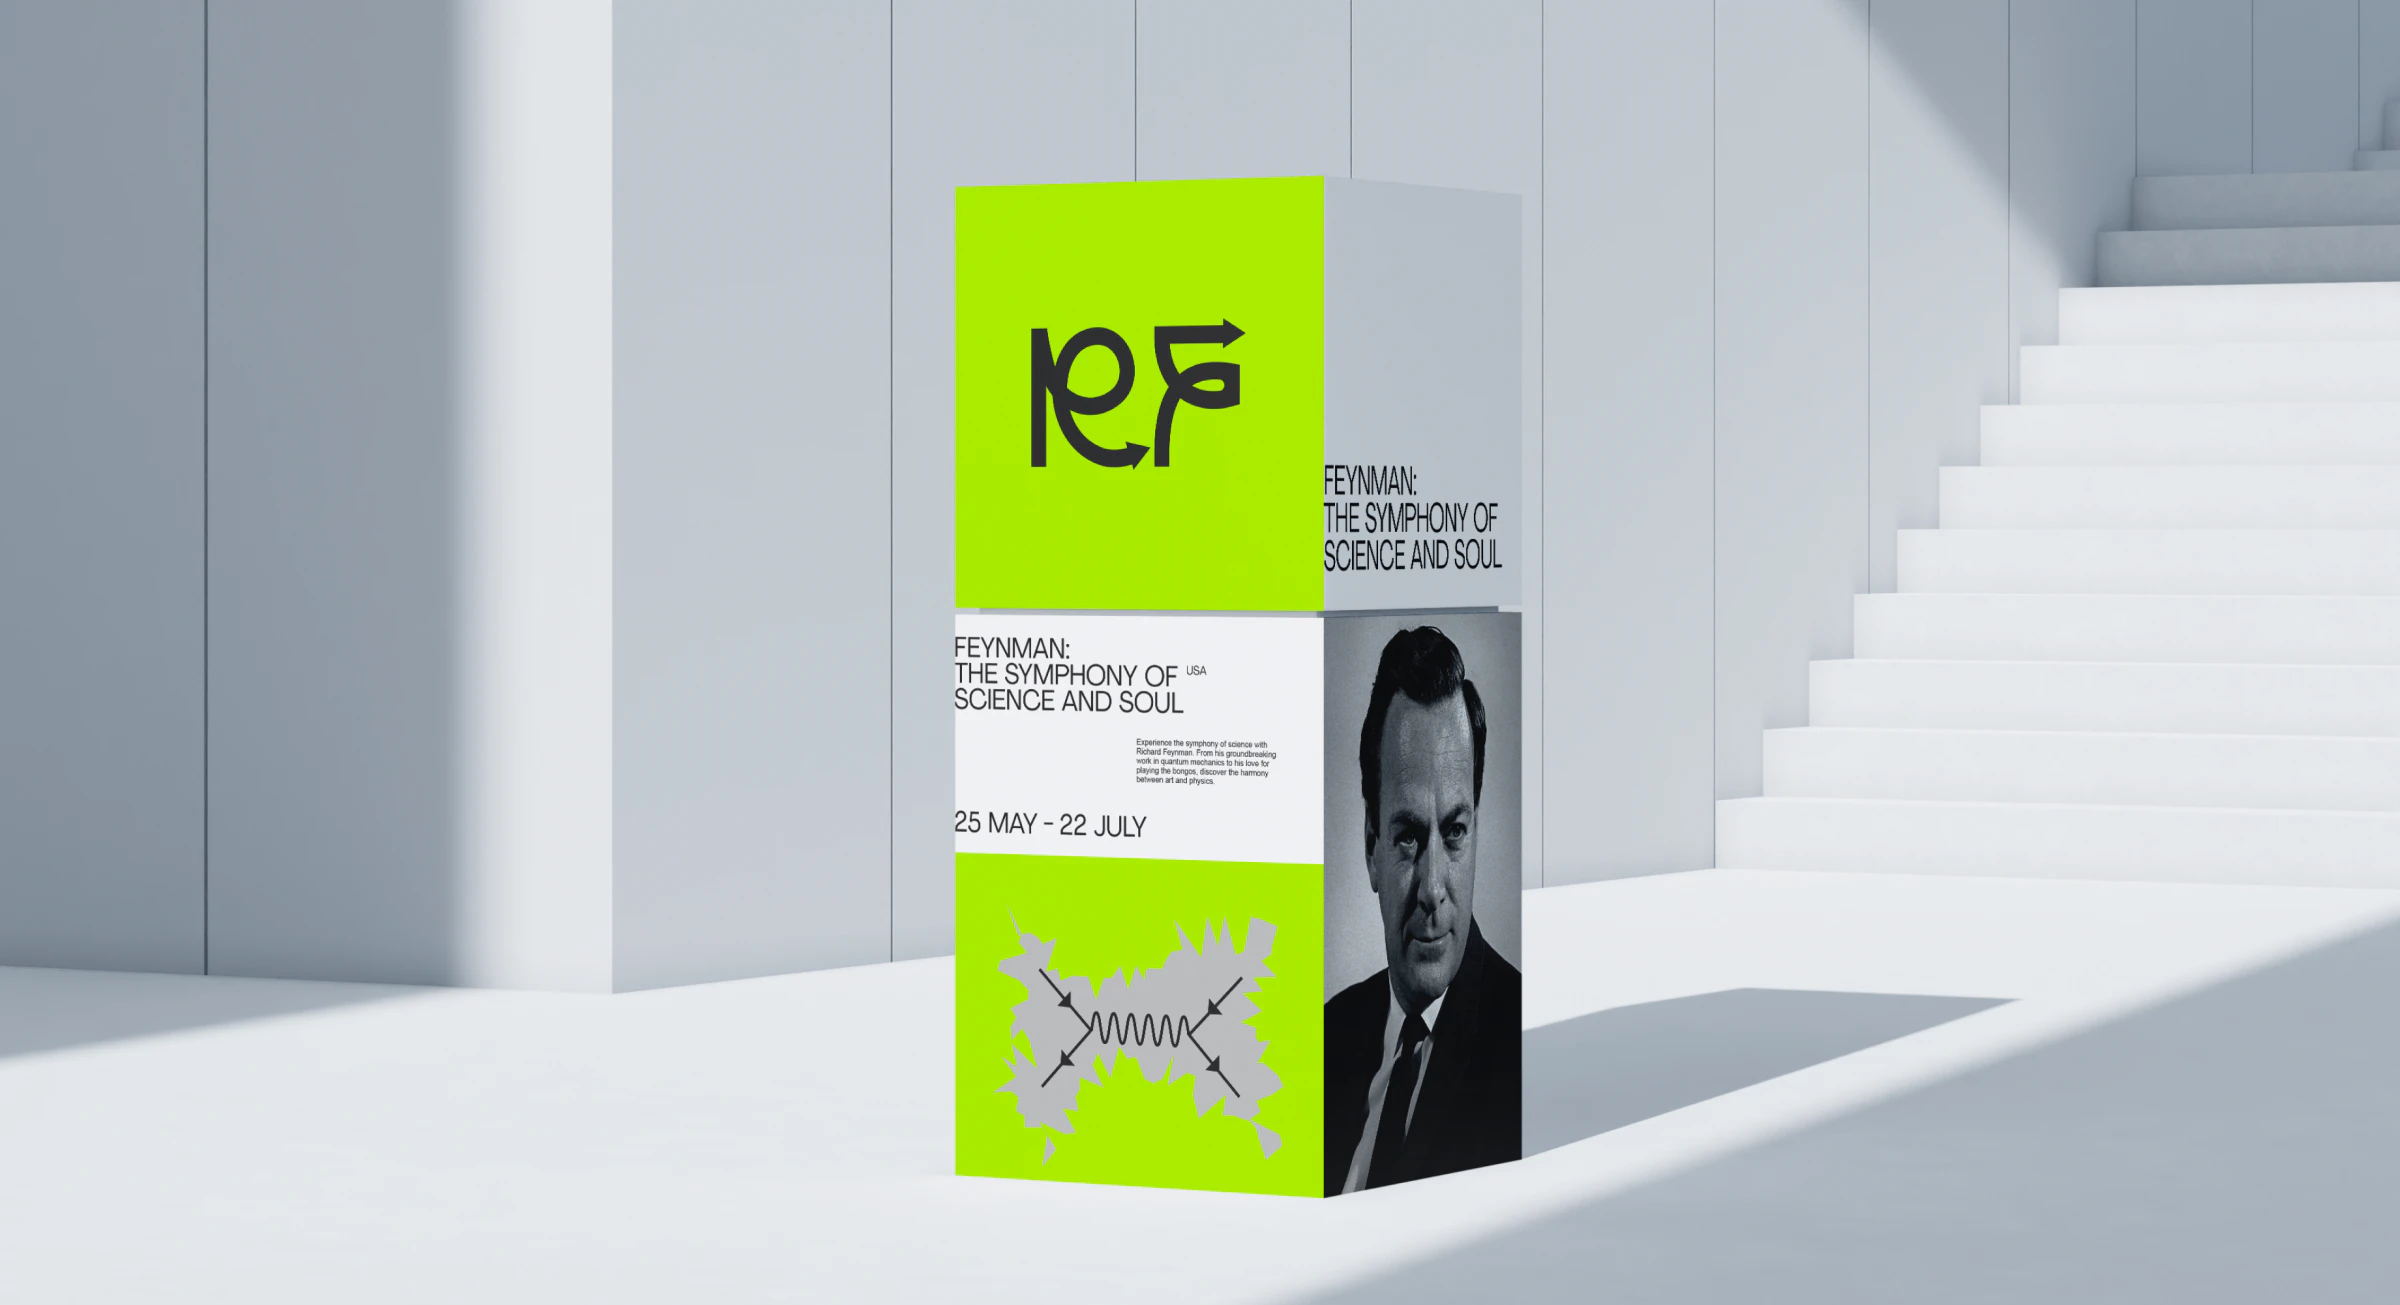 RF
FEYNMAN:
THE SYMPHONY OF
SCIENCE AND SOUL
FEYNMAN:
THE SYMPHONY OF USA
SCIENCE AND SOUL
Experience the symphony of science with
Richard Feynman. From his groundbreaking
work in quantum mechanics to his love for
playing the bongos, discover the harmony
between art and physics.
25 MAY – 22 JULY